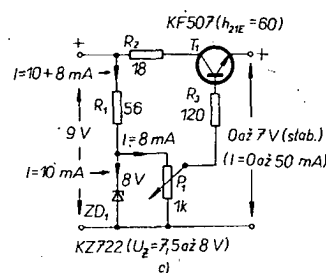 KF507 (h21E=60)
+
R2
18
T1
+
I=10+8 mA
R1
56
R3
120
9 V
I=8 mA
0 až 7 V (stab.)
(I=0 až 50 mA)
I=10 mA
8 V
P1
1k
ZD1
KZ722 (UZ=7,5 až 8 V)
c)